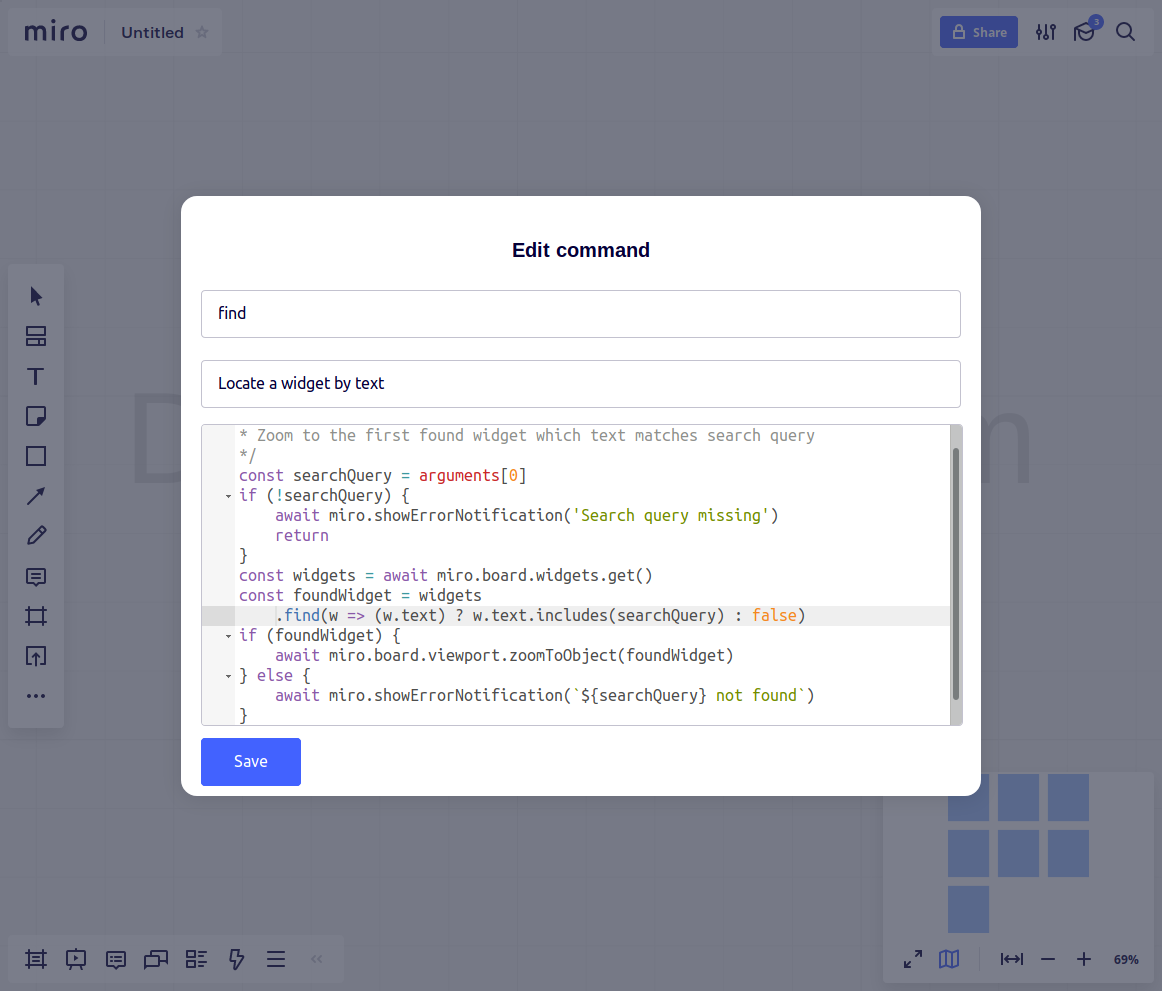 miro
Untitled
Share
3
Edit command
find
Locate a widget by text
* Zoom to the first found widget which text matches search query
*/
const searchQuery = arguments[0]
if (!searchQuery) {
    await miro.showErrorNotification('Search query missing')
    return
}
const widgets = await miro.board.widgets.get()
const foundWidget = widgets
    .find(w => (w.text) ? w.text.includes(searchQuery) : false)
if (foundWidget) {
    await miro.board.viewport.zoomToObject(foundWidget)
} else {
    await miro.showErrorNotification(`${searchQuery} not found`)
}
Save
69%